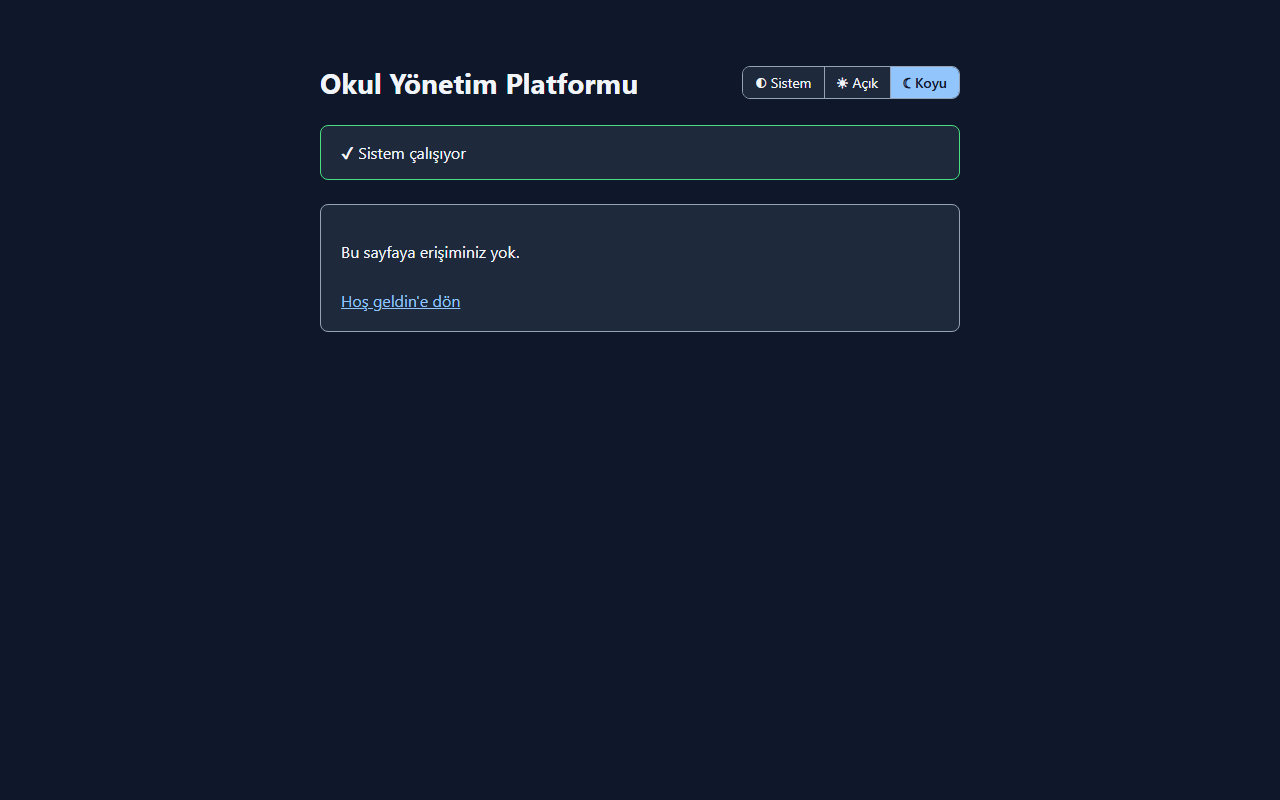 Okul Yönetim Platformu
◐ Sistem
☀ Açık
☾ Koyu
✓ Sistem çalışıyor
Bu sayfaya erişiminiz yok.
Hoş geldin'e dön